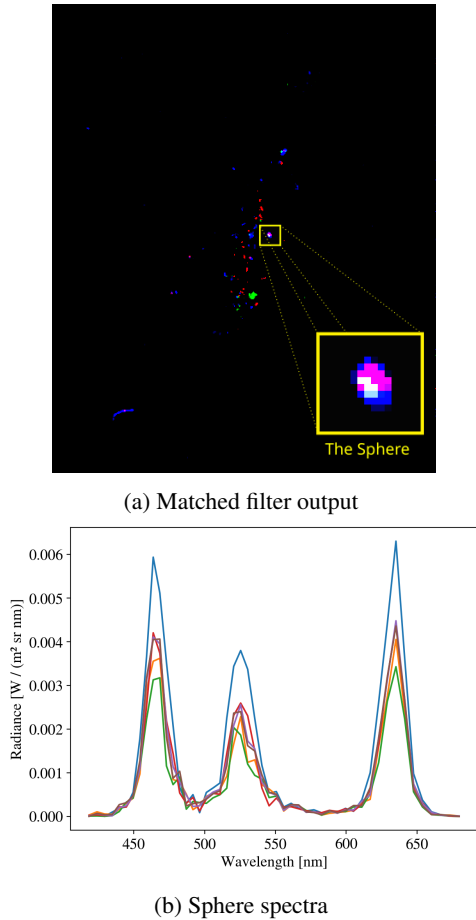 The Sphere
(a) Matched filter output
0.006
0.005
0.004
0.003
0.002
0.001
0.000
Radiance [W / (m² sr nm)]
450
500
550
600
650
Wavelength [nm]
(b) Sphere spectra